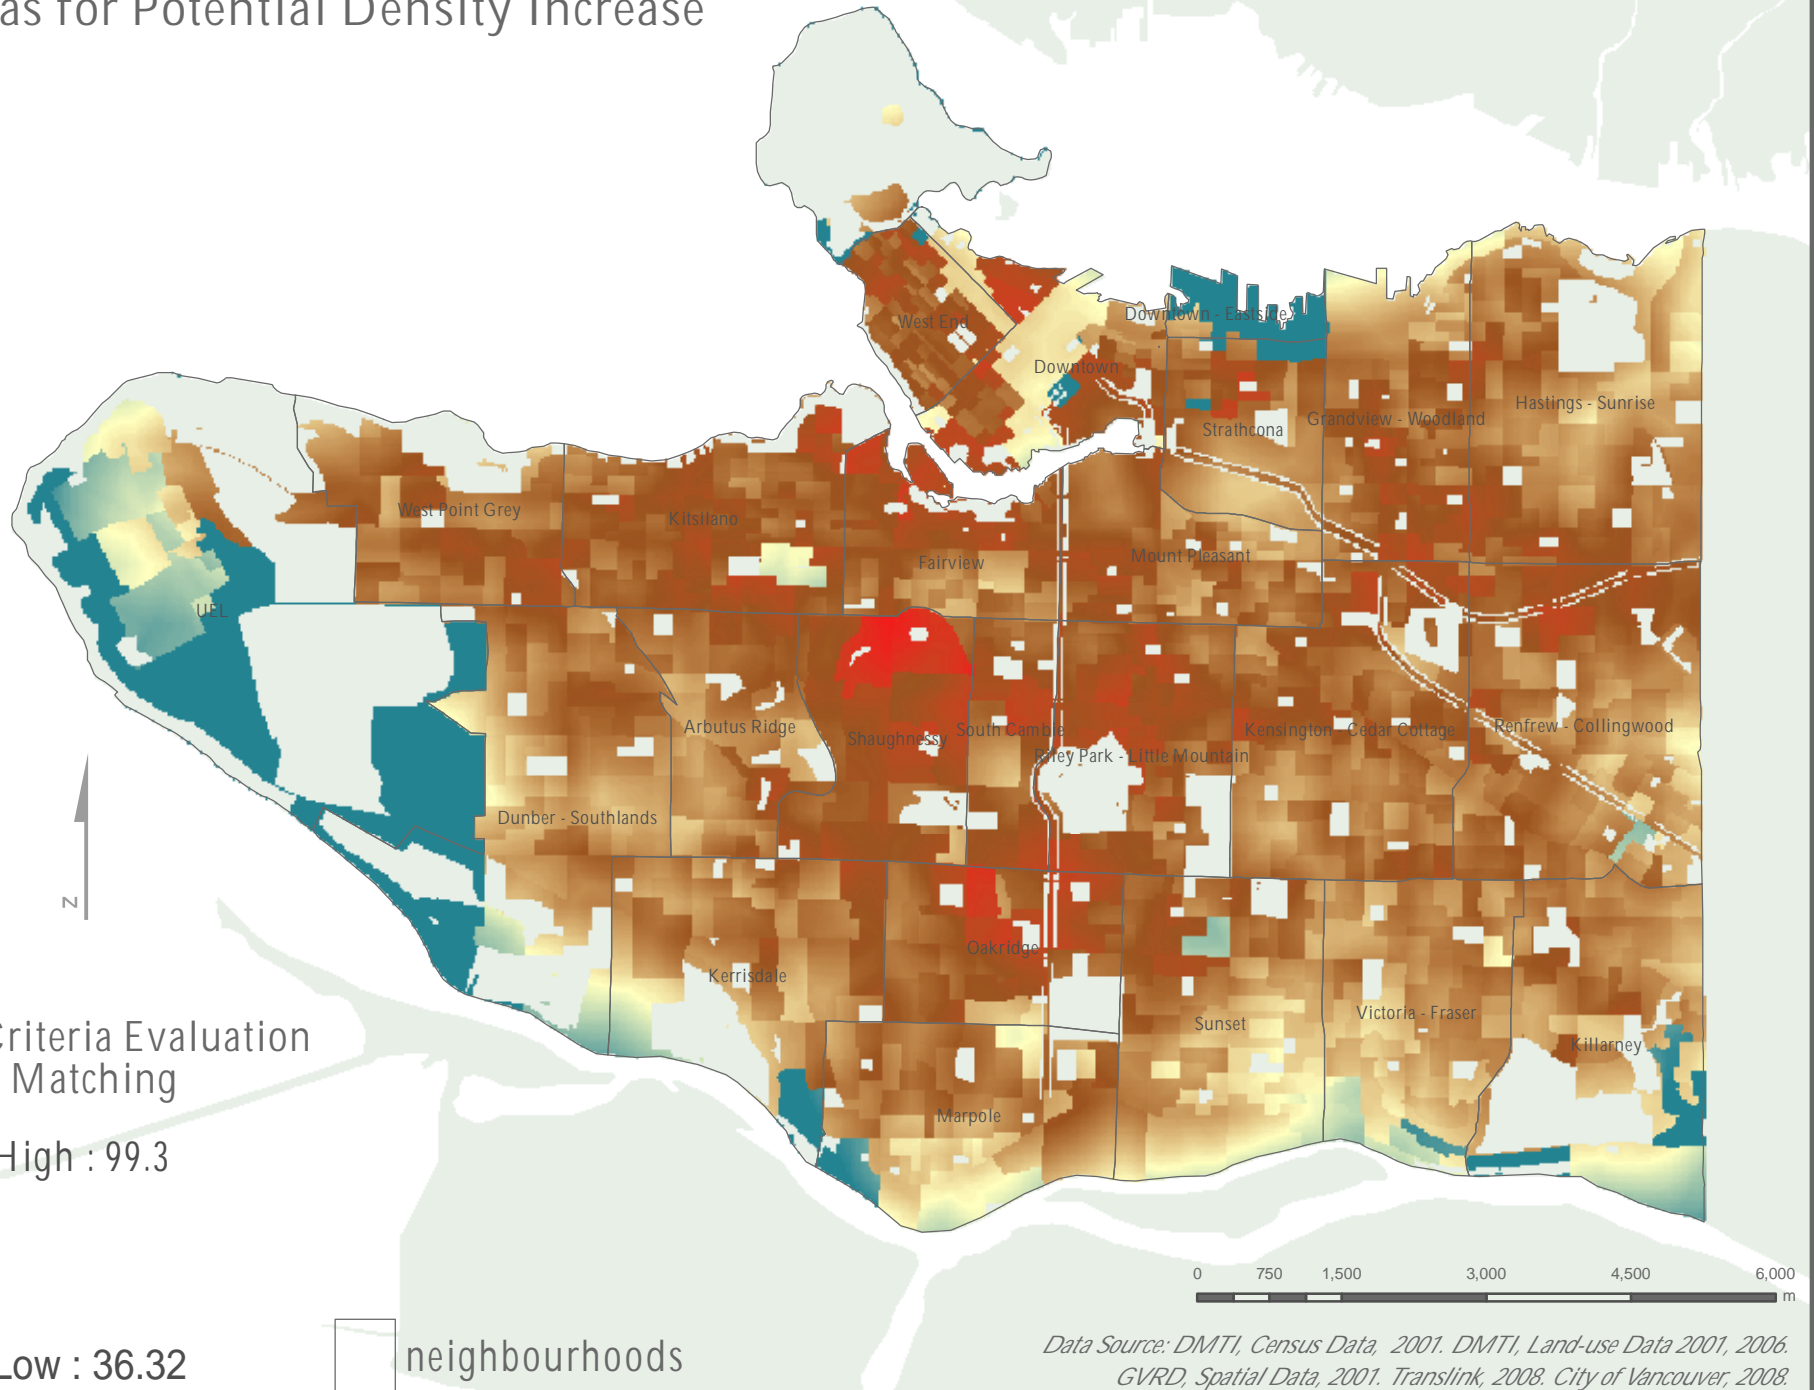 as for Potential Density Increase
West End
Downtown - Eastside
Downtown
Strathcona
Grandview - Woodland
Hastings - Sunrise
West Point Grey
Kitsilano
Fairview
Mount Pleasant
UEL
Arbutus Ridge
Shaughnessy
South Cambie
Riley Park - Little Mountain
Kensington - Cedar Cottage
Renfrew - Collingwood
Dunber - Southlands
Oakridge
Kerrisdale
Sunset
Victoria - Fraser
Killarney
Marpole
N
Criteria Evaluation
Matching
High : 99.3
Low : 36.32
neighbourhoods
0 750 1,500 3,000 4,500 6,000
m
Data Source: DMTI, Census Data, 2001. DMTI, Land-use Data 2001, 2006.
GVRD, Spatial Data, 2001. Translink, 2008. City of Vancouver, 2008.